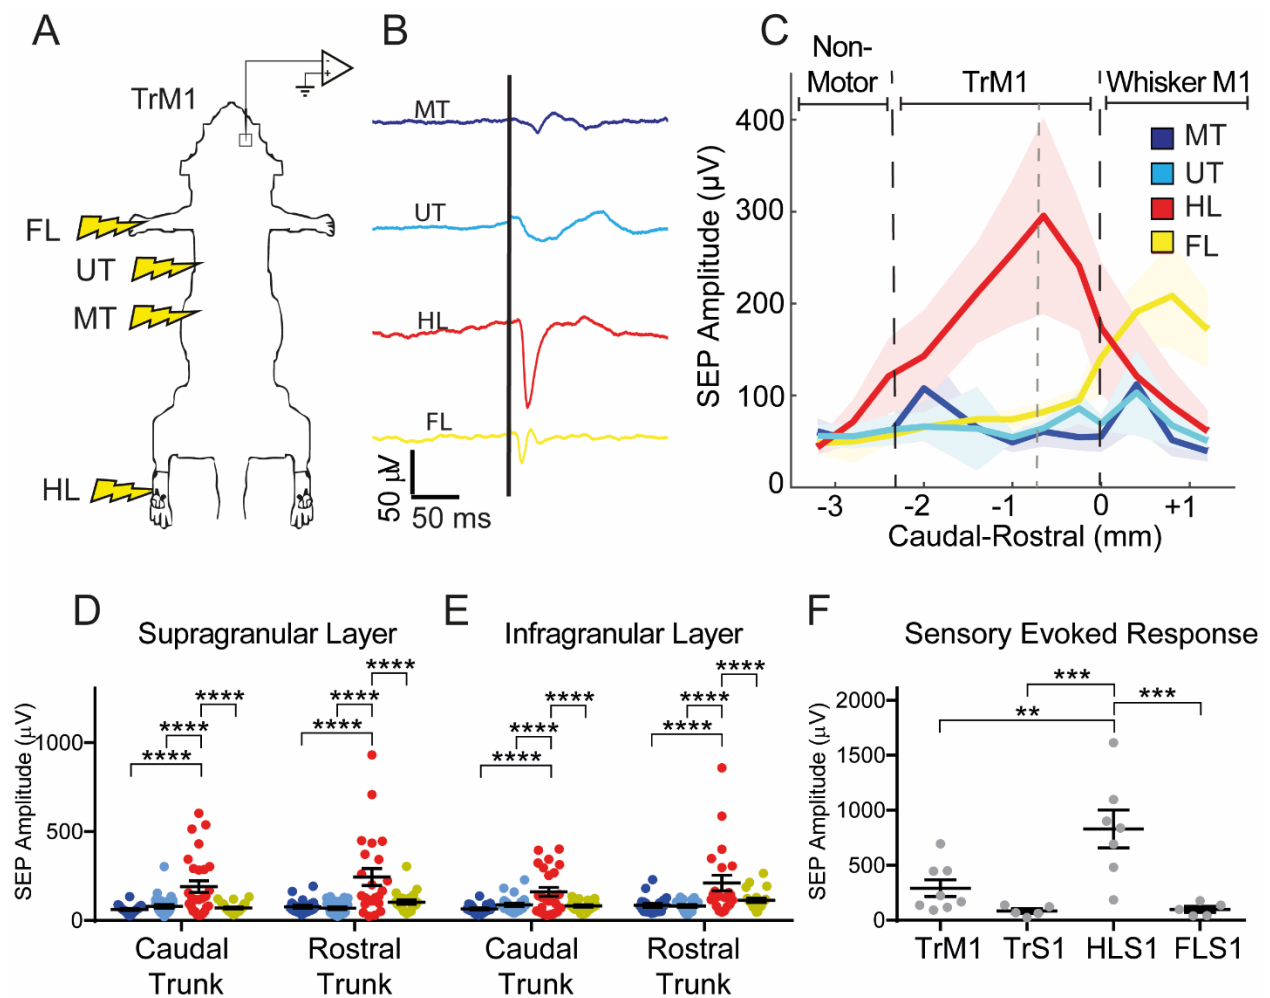 A
TrM1
FL
UT
MT
HL
B
MT
UT
HL
FL
50 μV
50 ms
C
Non-
Motor
TrM1
Whisker M1
MT
UT
HL
FL
SEP Amplitude (μV)
400
300
200
100
0
-3
-2
-1
0
+1
Caudal-Rostral (mm)
D
Supragranular Layer
SEP Amplitude (μV)
1000
500
0
****
****
****
****
****
****
Caudal
Trunk
Rostral
Trunk
E
Infragranular Layer
****
****
****
****
****
****
Caudal
Trunk
Rostral
Trunk
F
Sensory Evoked Response
SEP Amplitude (μV)
2000
1500
1000
500
0
***
**
***
TrM1
TrS1
HLS1
FLS1